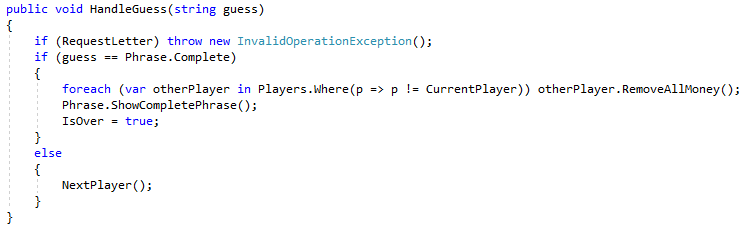 public void HandleGuess(string guess)
{
    if (RequestLetter) throw new InvalidOperationException();
    if (guess == Phrase.Complete)
    {
        foreach (var otherPlayer in Players.Where(p => p != CurrentPlayer)) otherPlayer.RemoveAllMoney();
        Phrase.ShowCompletePhrase();
        IsOver = true;
    }
    else
    {
        NextPlayer();
    }
}